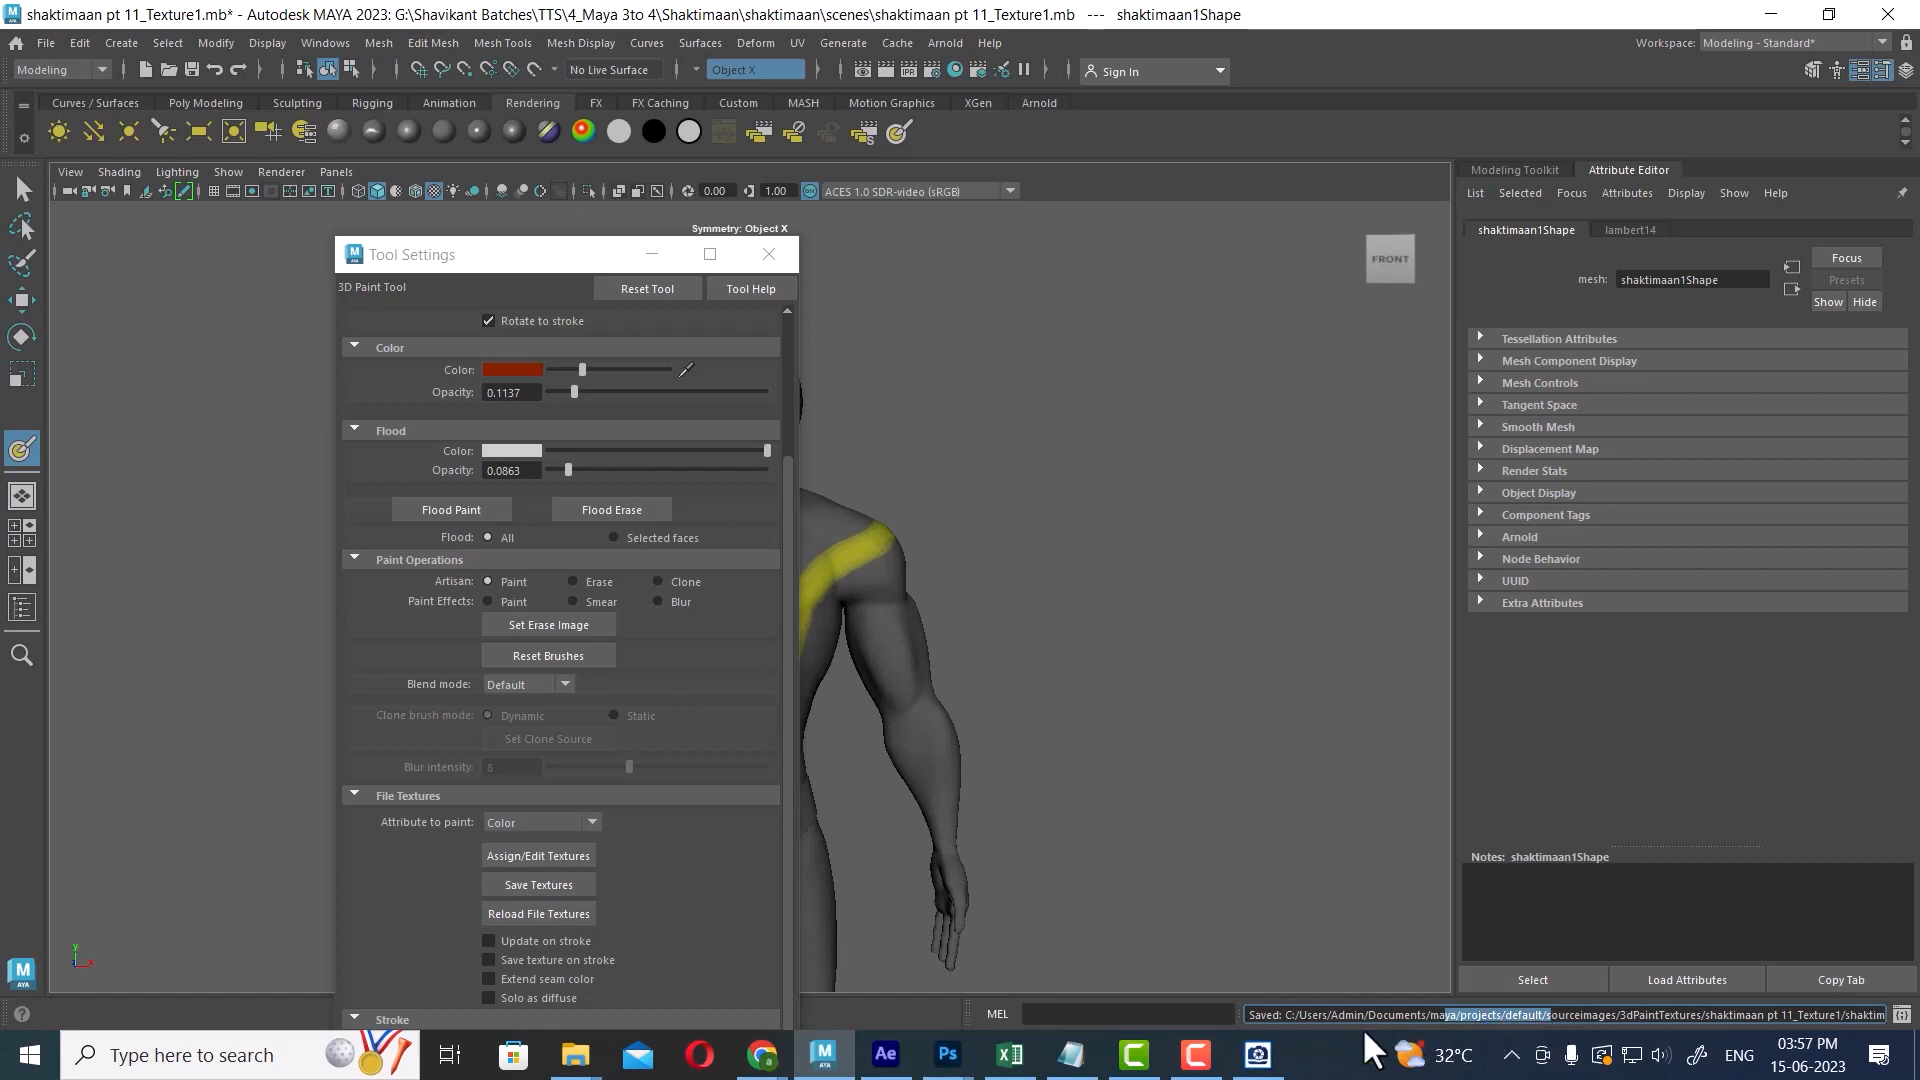 shaktimaan pt 11_Texture1.mb* - Autodesk MAYA 2023: G:\Shavikant Batches\TTS\4_Maya 3to 4\Shaktimaan\shaktimaan\scenes\shaktimaan pt 11_Texture1.mb --- shaktimaan1Shape
File Edit Create Select Modify Display Windows Mesh Edit Mesh Mesh Tools Mesh Display Curves Surfaces Deform UV Generate Cache Arnold Help Workspace: Modeling - Standard*
Modeling No Live Surface Object X Sign In
Curves / Surfaces Poly Modeling Sculpting Rigging Animation Rendering FX FX Caching Custom MASH Motion Graphics XGen Arnold
View Shading Lighting Show Renderer Panels Modeling Toolkit Attribute Editor
0.00 1.00 ACES 1.0 SDR-video (sRGB) List Selected Focus Attributes Display Show Help
Symmetry: Object X shaktimaan1Shape lambert14
Tool Settings FRONT Focus
3D Paint Tool Reset Tool Tool Help mesh: shaktimaan1Shape Presets
Show Hide
Rotate to stroke
Tessellation Attributes
Color
Mesh Component Display
Color:
Mesh Controls
Opacity: 0.1137
Tangent Space
Flood
Smooth Mesh
Color:
Displacement Map
Opacity: 0.0863
Render Stats
Object Display
Flood Paint Flood Erase
Component Tags
Flood: All Selected faces
Arnold
Paint Operations
Node Behavior
Artisan: Paint Erase Clone
UUID
Paint Effects: Paint Smear Blur
Extra Attributes
Set Erase Image
Reset Brushes
Blend mode: Default
Clone brush mode: Dynamic Static
Set Clone Source
Blur intensity: 8
File Textures
Attribute to paint: Color
Assign/Edit Textures
Notes: shaktimaan1Shape
Save Textures
Reload File Textures
Update on stroke
Save texture on stroke
Extend seam color
Select Load Attributes Copy Tab
Solo as diffuse
Stroke
MEL Saved: C:/Users/Admin/Documents/maya/projects/default/sourceimages/3dPaintTextures/shaktimaan pt 11_Texture1/shaktim
Type here to search 32°C ENG 03:57 PM
15-06-2023
y
x
M
AYA
Ae
Ps
IPR
ON